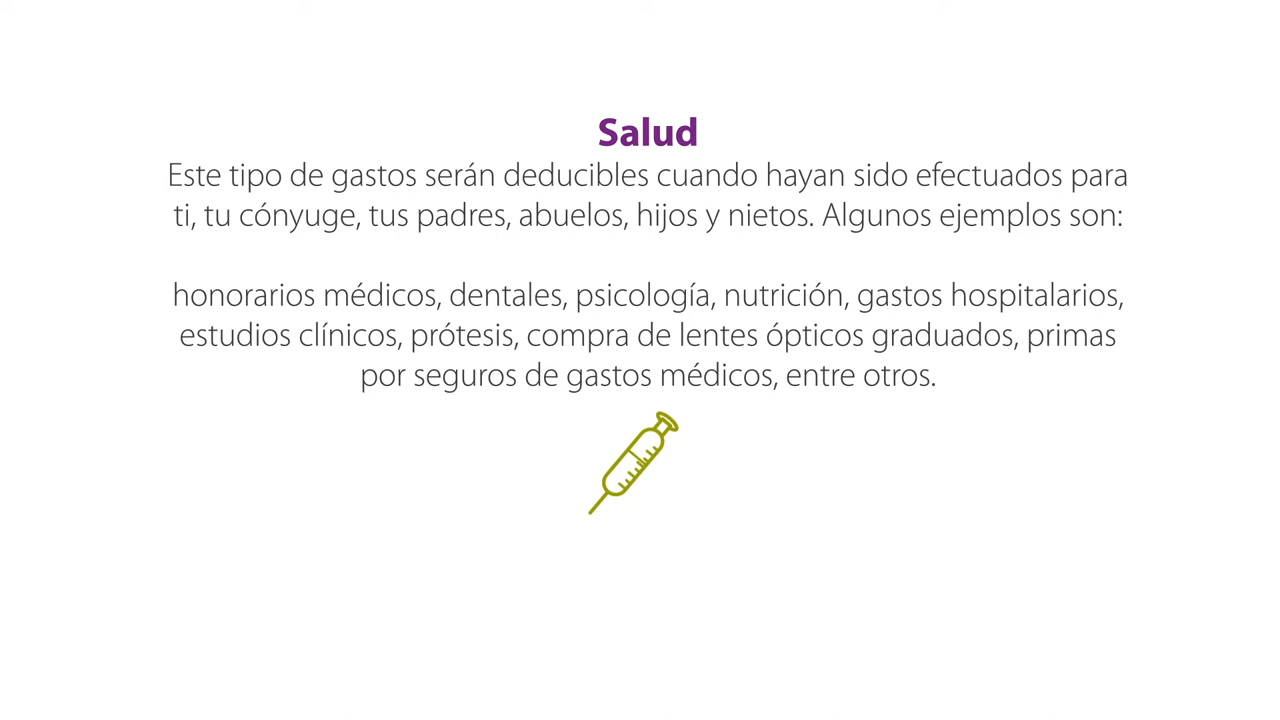 Salud
Este tipo de gastos serán deducibles cuando hayan sido efectuados para
ti, tu cónyuge, tus padres, abuelos, hijos y nietos. Algunos ejemplos son:
honorarios médicos, dentales, psicología, nutrición, gastos hospitalarios,
estudios clínicos, prótesis, compra de lentes ópticos graduados, primas
por seguros de gastos médicos, entre otros.